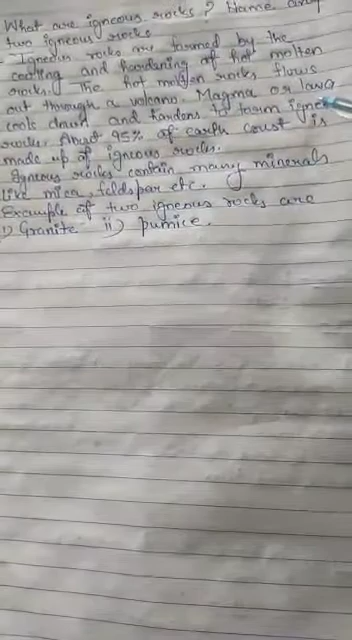 What are igneous rocks? Name any
two igneous rocks
- Igneous rocks are formed by the
cooling and hardening of hot molten
rocks. The hot molten rocks flows
out through a volcano. Magma or lava
cools down and hardens to form igne
rocks. About 95% of earth crust is
made up of igneous rocks.
Igneous rocks contain many minerals
like mica, feldspar etc.
Example of two igneous rocks are
i) Granite ii) pumice.